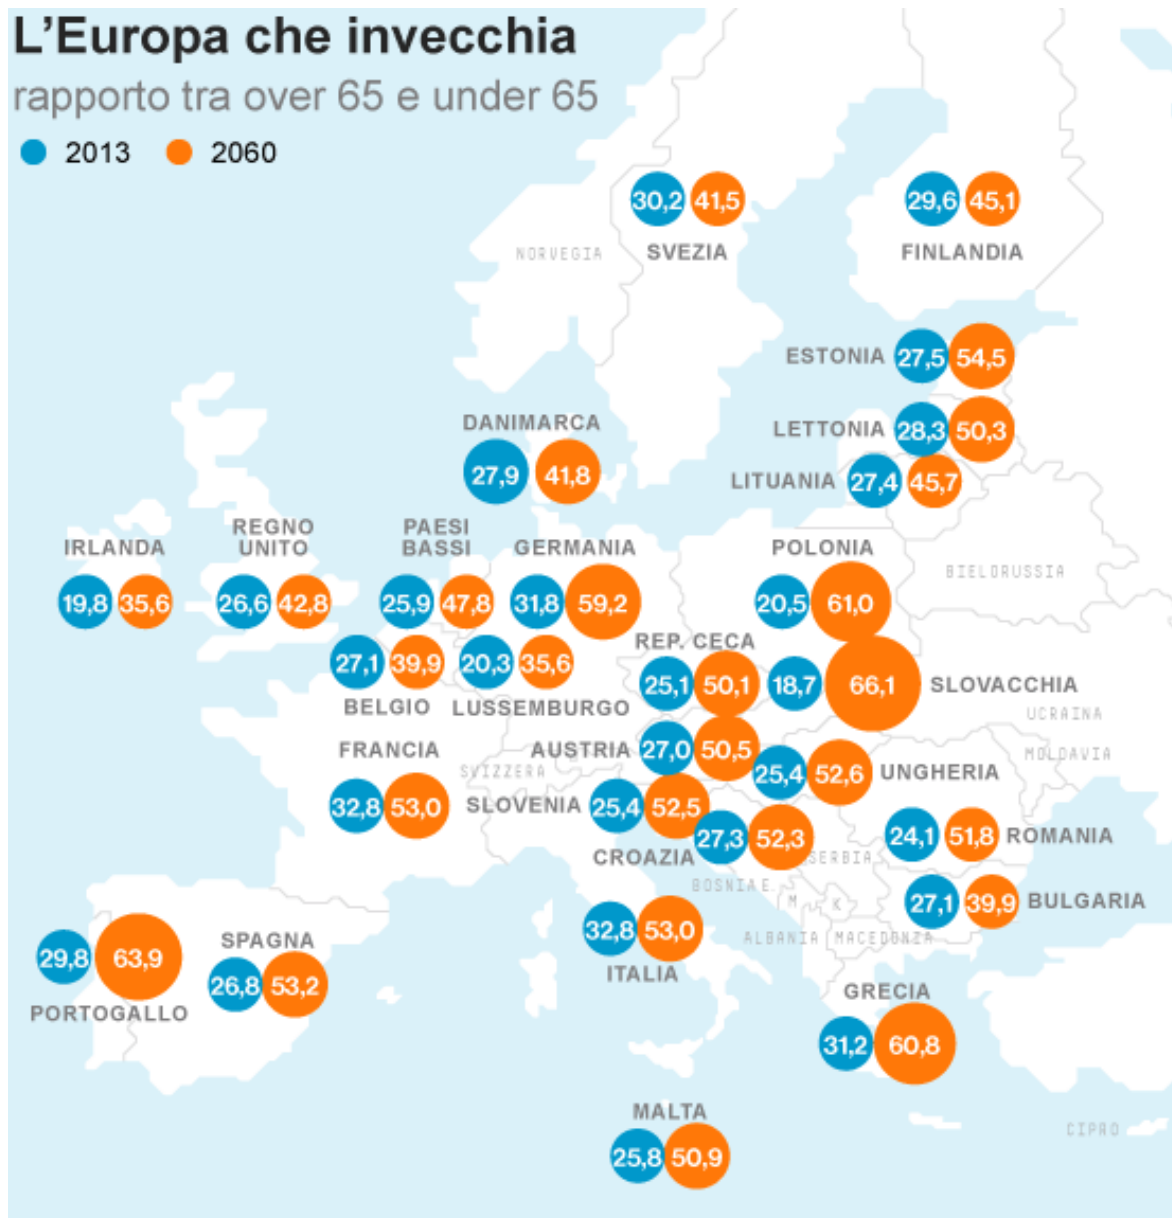 L'Europa che invecchia
rapporto tra over 65 e under 65
2013 2060
30,2 41,5
SVEZIA
29,6 45,1
FINLANDIA
NORVEGIA
ESTONIA 27,5 54,5
LETTONIA 28,3 50,3
LITUANIA 27,4 45,7
DANIMARCA
27,9 41,8
IRLANDA
19,8 35,6
REGNO
UNITO
26,6 42,8
PAESI
BASSI
25,9 47,8
GERMANIA
31,8 59,2
POLONIA
20,5 61,0
BIELORUSSIA
27,1 39,9
BELGIO
20,3 35,6
LUSSEMBURGO
REP. CECA
25,1 50,1
18,7 66,1 SLOVACCHIA
UCRAINA
MOLDAVIA
FRANCIA
32,8 53,0
SVIZZERA
AUSTRIA 27,0 50,5
25,4 52,6 UNGHERIA
SLOVENIA 25,4 52,5
CROAZIA 27,3 52,3
24,1 51,8 ROMANIA
SERBIA
BOSNIA E.
M K
27,1 39,9 BULGARIA
ALBANIA MACEDONIA
29,8 63,9
PORTOGALLO
SPAGNA
26,8 53,2
32,8 53,0
ITALIA
GRECIA
31,2 60,8
MALTA
25,8 50,9
CIPRO